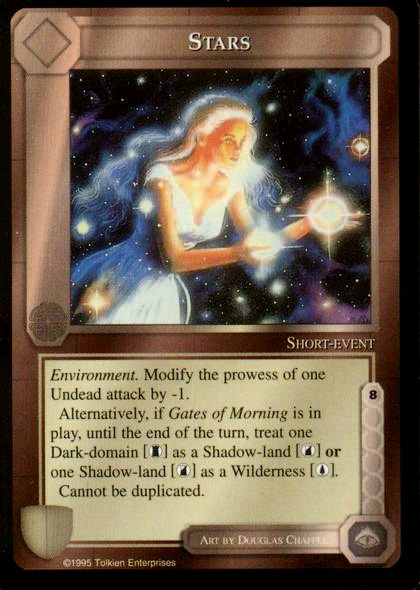 STARS
SHORT-EVENT
Environment. Modify the prowess of one
Undead attack by -1.
Alternatively, if Gates of Morning is in
play, until the end of the turn, treat one
Dark-domain [] as a Shadow-land [] or
one Shadow-land [] as a Wilderness [].
Cannot be duplicated.
8
ART BY DOUGLAS CHAFFEE
©1995 Tolkien Enterprises